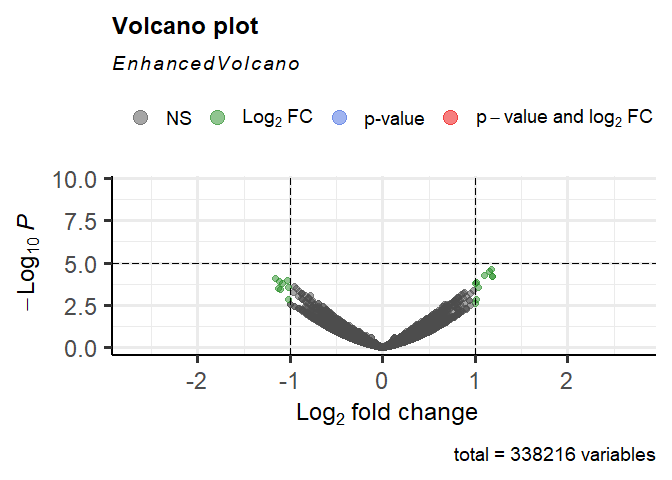 Volcano plot
EnhancedVolcano
NS Log₂ FC p-value p−value and log₂ FC
10.0
7.5
5.0
2.5
0.0
−Log₁₀ P
-2 -1 0 1 2
Log₂ fold change
total = 338216 variables